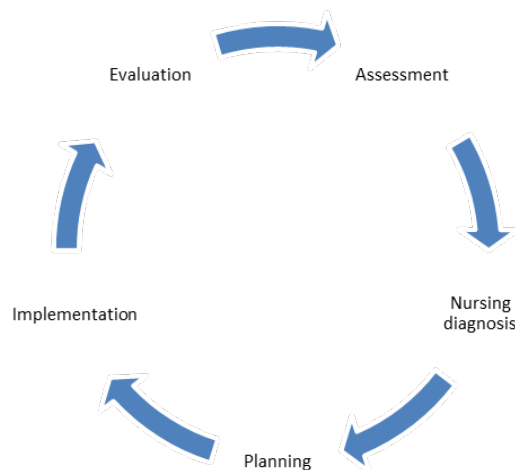 Evaluation
Assessment
Nursing
diagnosis
Planning
Implementation